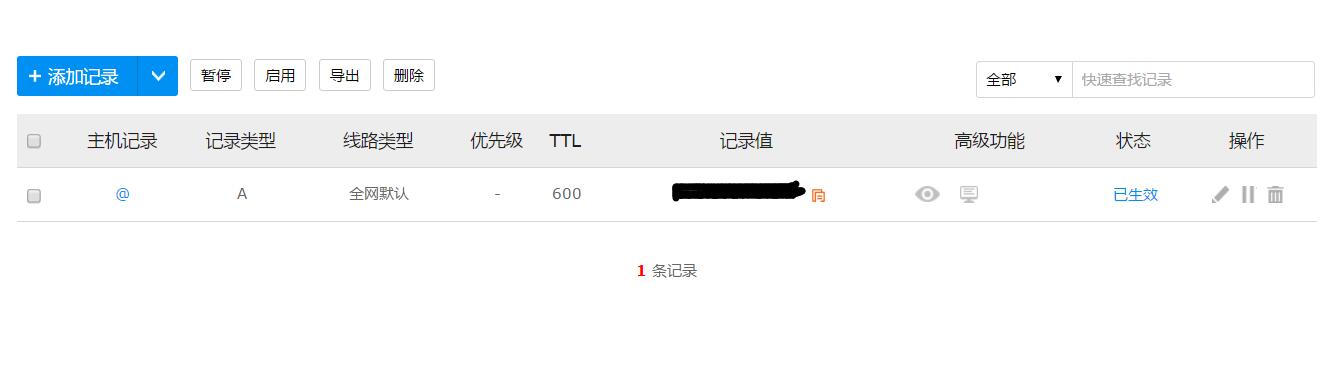 + 添加记录 暂停 启用 导出 删除 全部 快速查找记录
主机记录 记录类型 线路类型 优先级 TTL 记录值 高级功能 状态 操作
@ A 全网默认 - 600 已生效
1 条记录